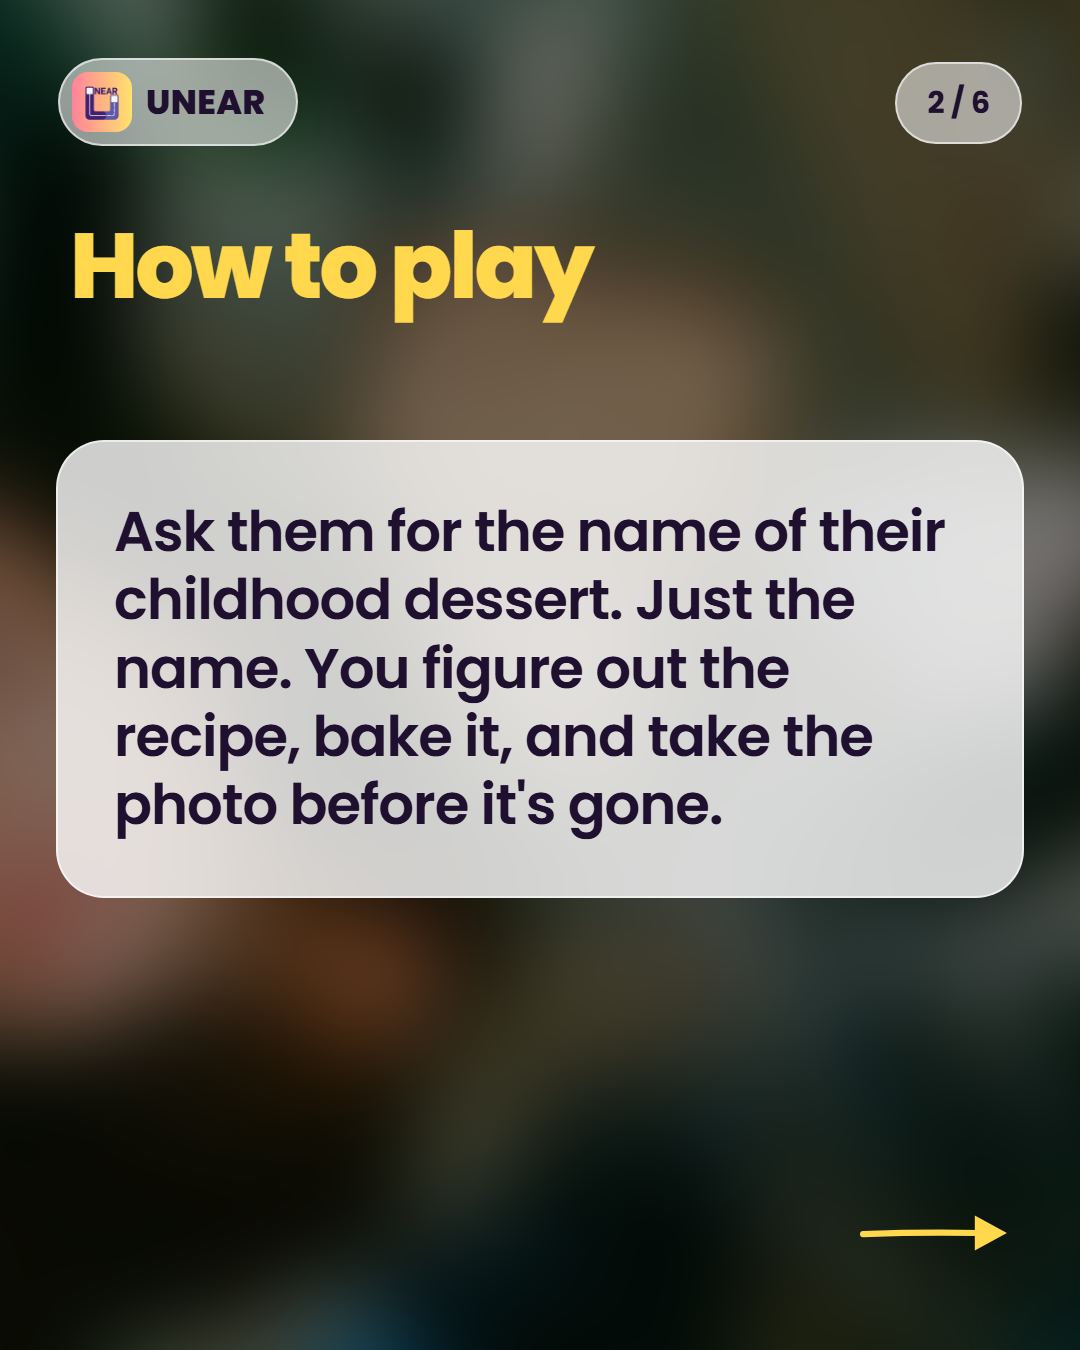 UNEAR
UNEAR
2 / 6
How to play
Ask them for the name of their
childhood dessert. Just the
name. You figure out the
recipe, bake it, and take the
photo before it's gone.